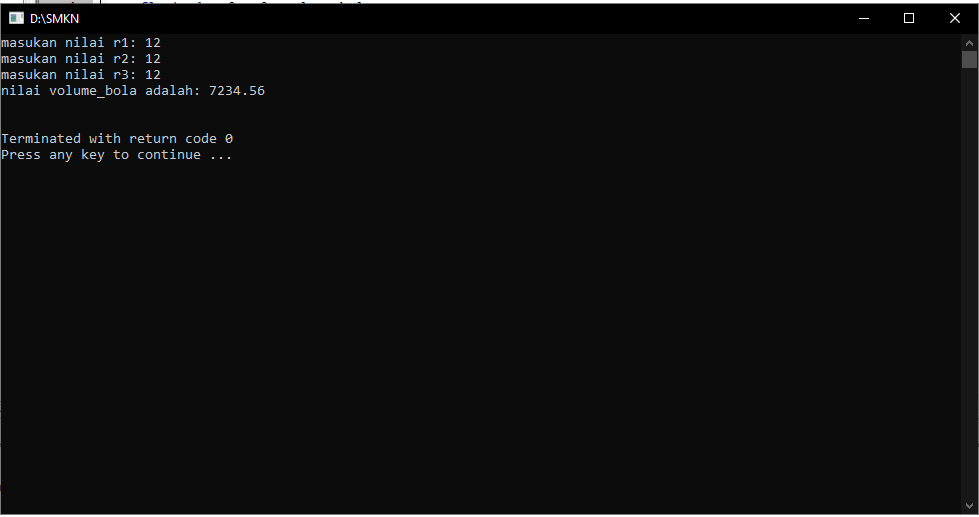 D:\SMKN
masukan nilai r1: 12
masukan nilai r2: 12
masukan nilai r3: 12
nilai volume_bola adalah: 7234.56
Terminated with return code 0
Press any key to continue ...